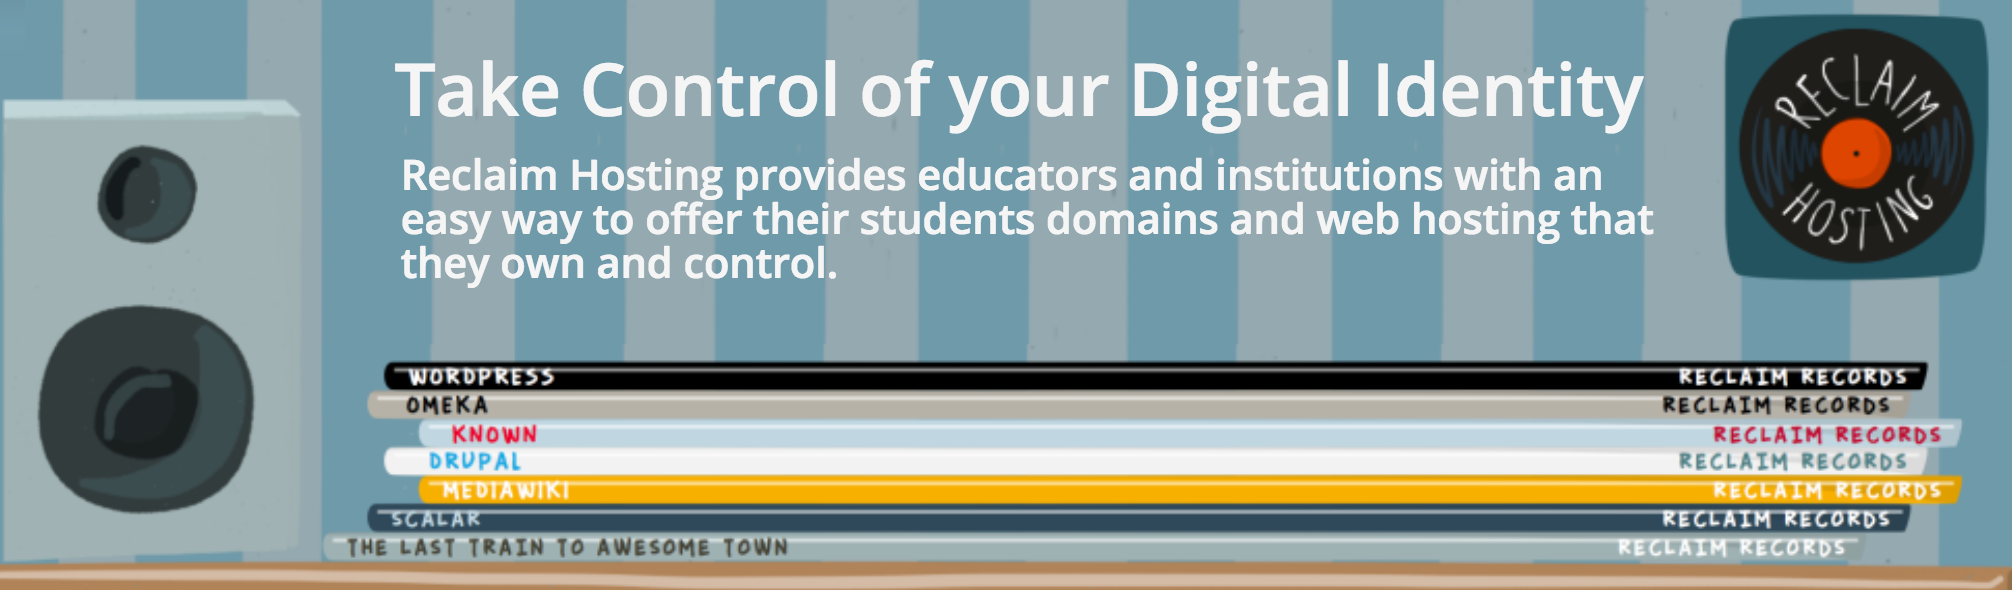 Take Control of your Digital Identity
Reclaim Hosting provides educators and institutions with an
easy way to offer their students domains and web hosting that
they own and control.
RECLAIM
HOSTING
WORDPRESS RECLAIM RECORDS
OMEKA RECLAIM RECORDS
KNOWN RECLAIM RECORDS
DRUPAL RECLAIM RECORDS
MEDIAWIKI RECLAIM RECORDS
SCALAR RECLAIM RECORDS
THE LAST TRAIN TO AWESOME TOWN RECLAIM RECORDS